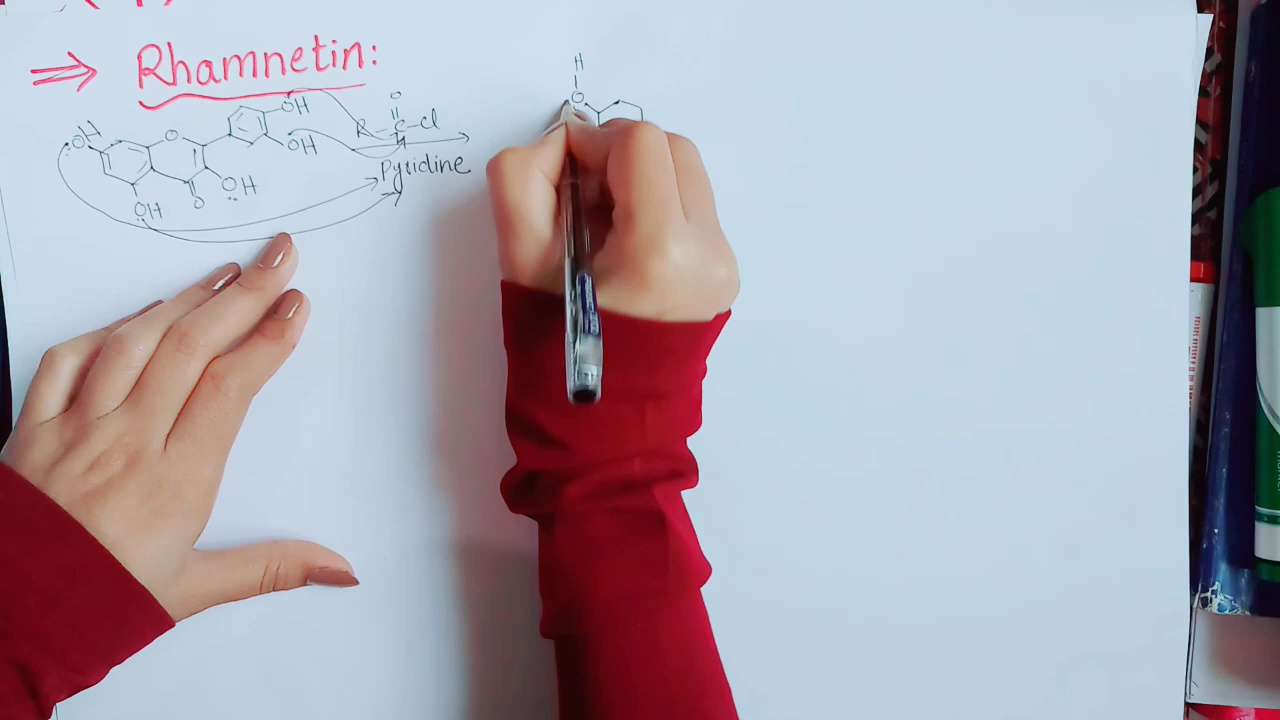 ⇒ Rhamnetin:
OH
O
R-C-Cl
OH
O
OH
Pyridine
OH
O
OH
H
O